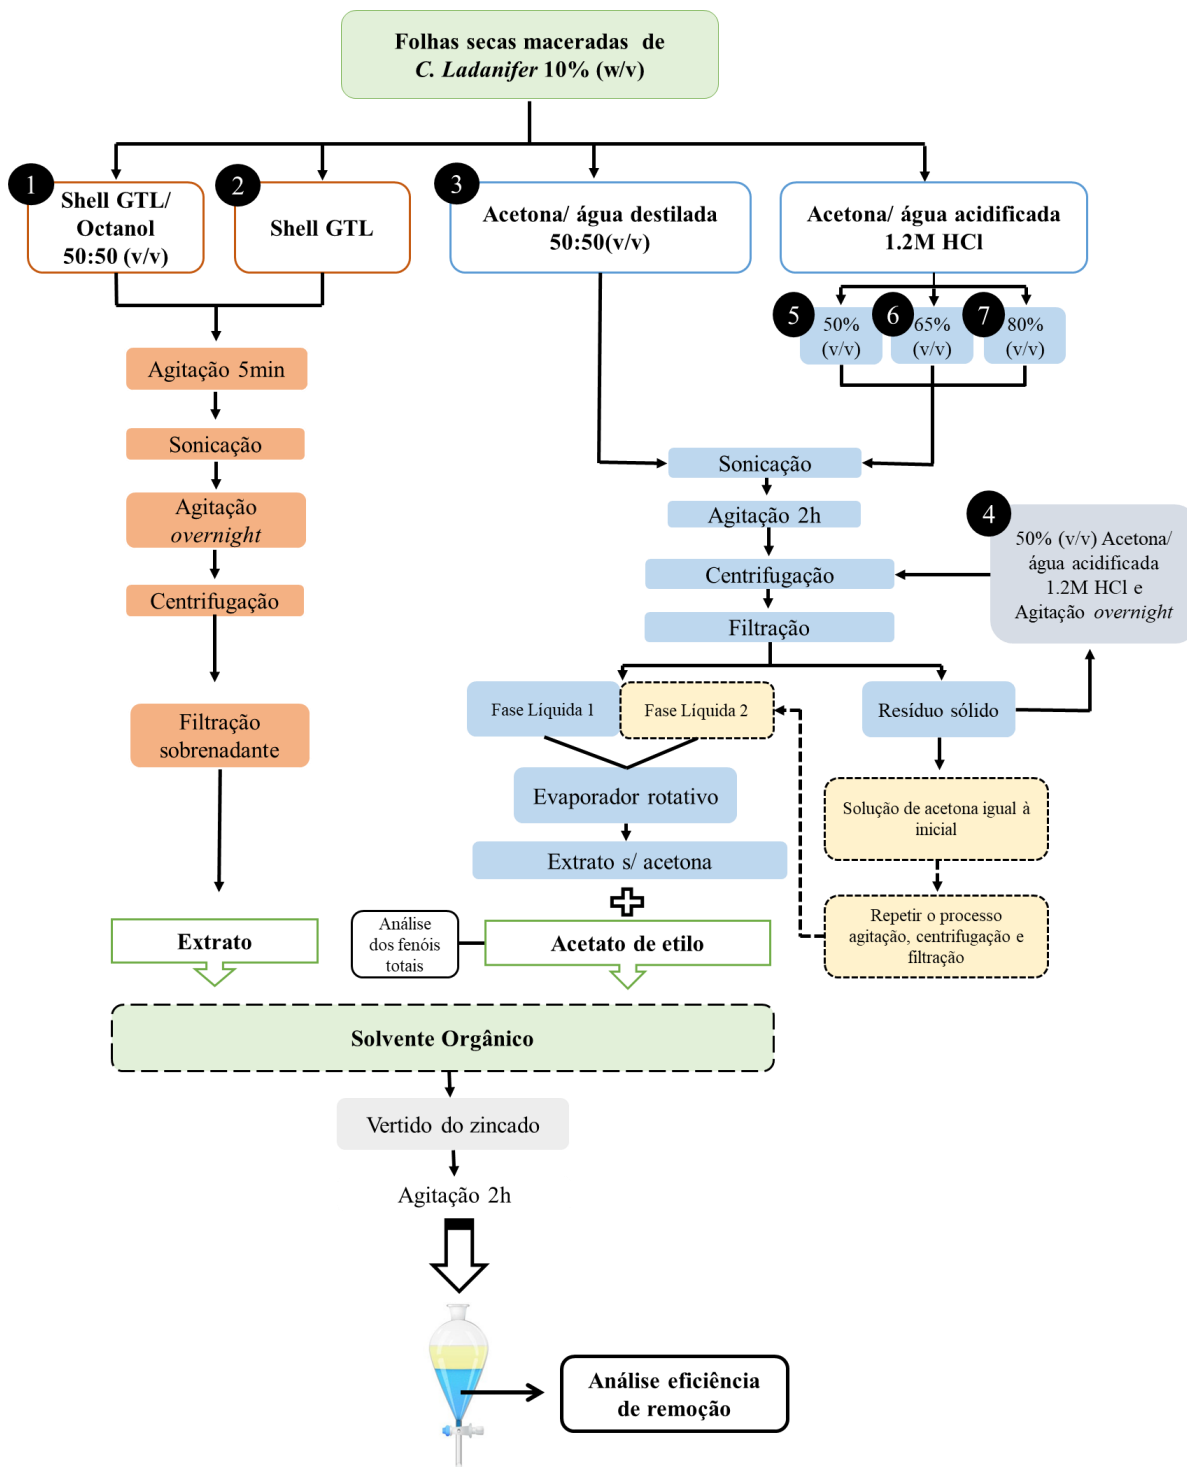 Folhas secas maceradas de
C. Ladanifer 10% (w/v)
1
Shell GTL/
Octanol
50:50 (v/v)
2
Shell GTL
3
Acetona/ água destilada
50:50(v/v)
Acetona/ água acidificada
1.2M HCl
5
50%
(v/v)
6
65%
(v/v)
7
80%
(v/v)
Agitação 5min
Sonicação
Agitação
overnight
Centrifugação
Filtração
sobrenadante
Extrato
Sonicação
Agitação 2h
Centrifugação
Filtração
4
50% (v/v) Acetona/
água acidificada
1.2M HCl e
Agitação overnight
Fase Líquida 1
Fase Líquida 2
Resíduo sólido
Evaporador rotativo
Extrato s/ acetona
Solução de acetona igual à
inicial
Repetir o processo
agitação, centrifugação e
filtração
Análise
dos fenóis
totais
Acetato de etilo
Solvente Orgânico
Vertido do zincado
Agitação 2h
Análise eficiência
de remoção